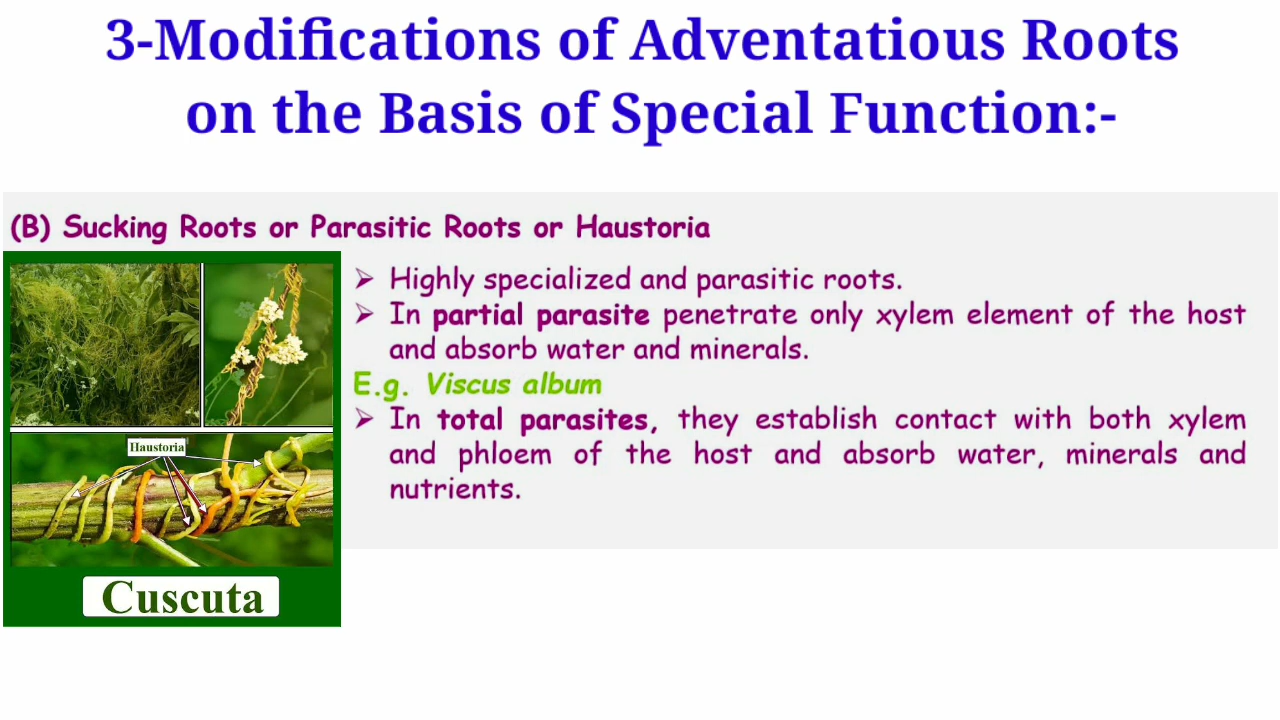 3-Modifications of Adventatious Roots
on the Basis of Special Function:-
(B) Sucking Roots or Parasitic Roots or Haustoria
➢ Highly specialized and parasitic roots.
➢ In partial parasite penetrate only xylem element of the host
and absorb water and minerals.
E.g. Viscus album
➢ In total parasites, they establish contact with both xylem
and phloem of the host and absorb water, minerals and
nutrients.
Haustoria
Cuscuta